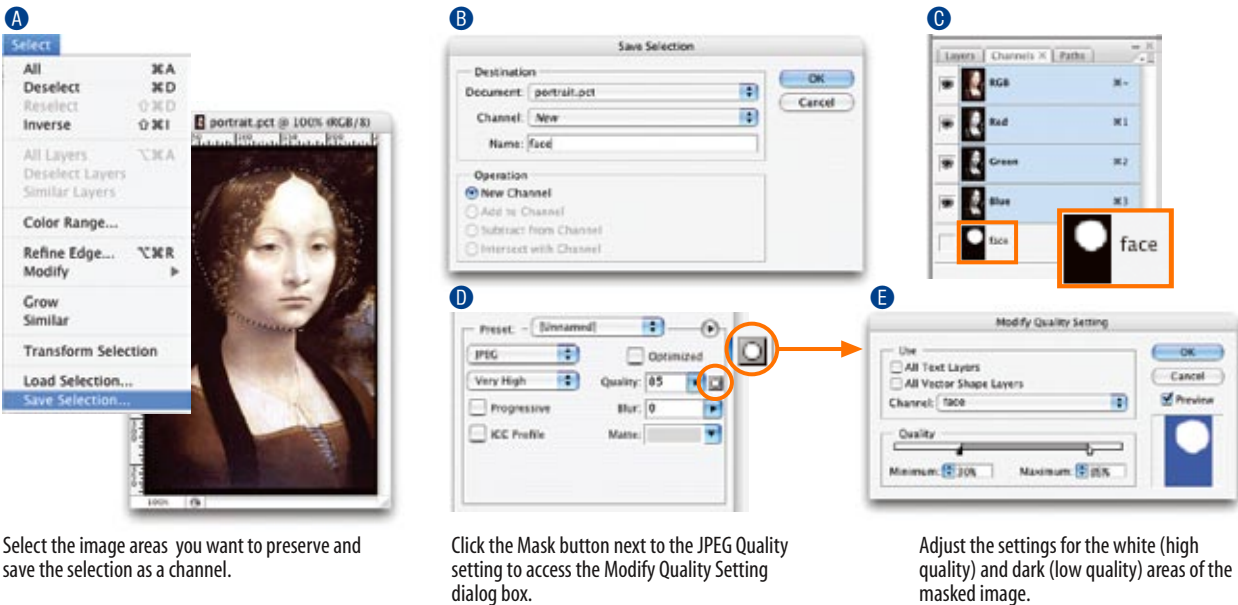 A
Select
All ⌘A
Deselect ⌘D
Reselect ⇧⌘D
Inverse ⇧⌘I
All Layers ⌥⌘A
Deselect Layers
Similar Layers
Color Range...
Refine Edge... ⌥⌘R
Modify
Grow
Similar
Transform Selection
Load Selection...
Save Selection...
portrait.pct @ 100% (RGB/8)
100%
B
Save Selection
Destination
Document: portrait.pct
Channel: New
Name: face
Operation
New Channel
Add to Channel
Subtract from Channel
Intersect with Channel
OK
Cancel
C
Layers Channels × Paths
RGB ⌘~
Red ⌘1
Green ⌘2
Blue ⌘3
face
face
D
Preset: [Unnamed]
JPEG Optimized
Very High Quality: 85
Progressive Blur: 0
ICC Profile Matte:
E
Modify Quality Setting
Use
All Text Layers
All Vector Shape Layers
Channel: face
Quality
Minimum: 30% Maximum: 85%
OK
Cancel
Preview
Select the image areas you want to preserve and
save the selection as a channel.
Click the Mask button next to the JPEG Quality
setting to access the Modify Quality Setting
dialog box.
Adjust the settings for the white (high
quality) and dark (low quality) areas of the
masked image.